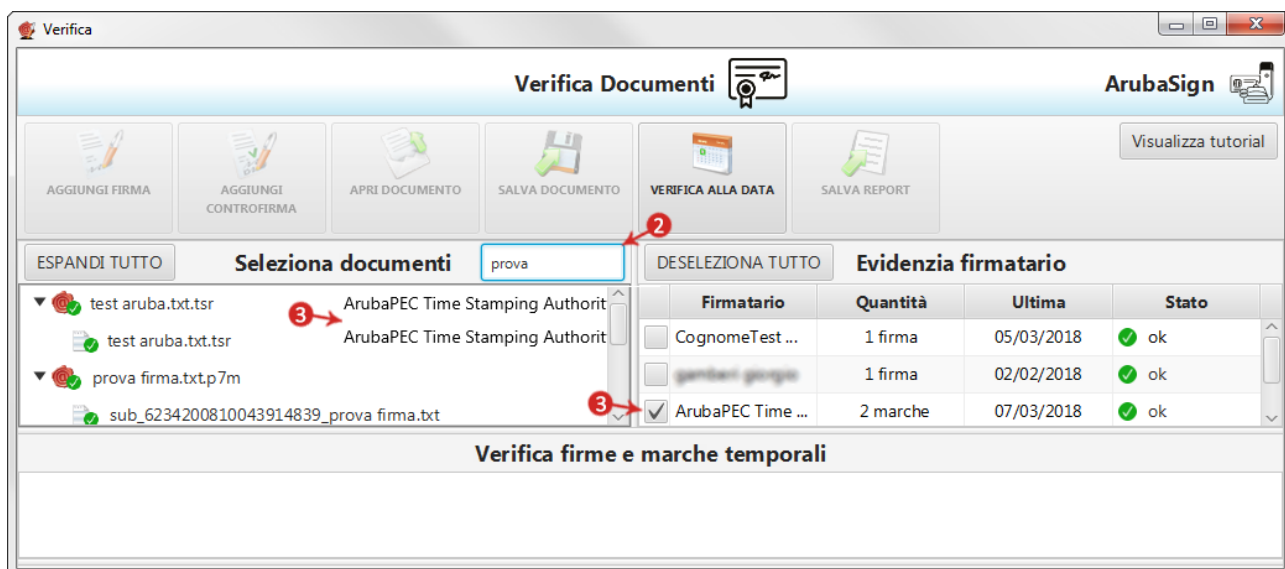 Verifica
Verifica Documenti
ArubaSign
AGGIUNGI FIRMA
AGGIUNGI
CONTROFIRMA
APRI DOCUMENTO
SALVA DOCUMENTO
VERIFICA ALLA DATA
SALVA REPORT
Visualizza tutorial
2
ESPANDI TUTTO Seleziona documenti prova
test aruba.txt.tsr ArubaPEC Time Stamping Authorit
3
test aruba.txt.tsr ArubaPEC Time Stamping Authorit
prova firma.txt.p7m
sub_6234200810043914839_prova firma.txt
DESELEZIONA TUTTO Evidenzia firmatario
Firmatario Quantità Ultima Stato
CognomeTest ... 1 firma 05/03/2018 ok
1 firma 02/02/2018 ok
3 ArubaPEC Time ... 2 marche 07/03/2018 ok
Verifica firme e marche temporali